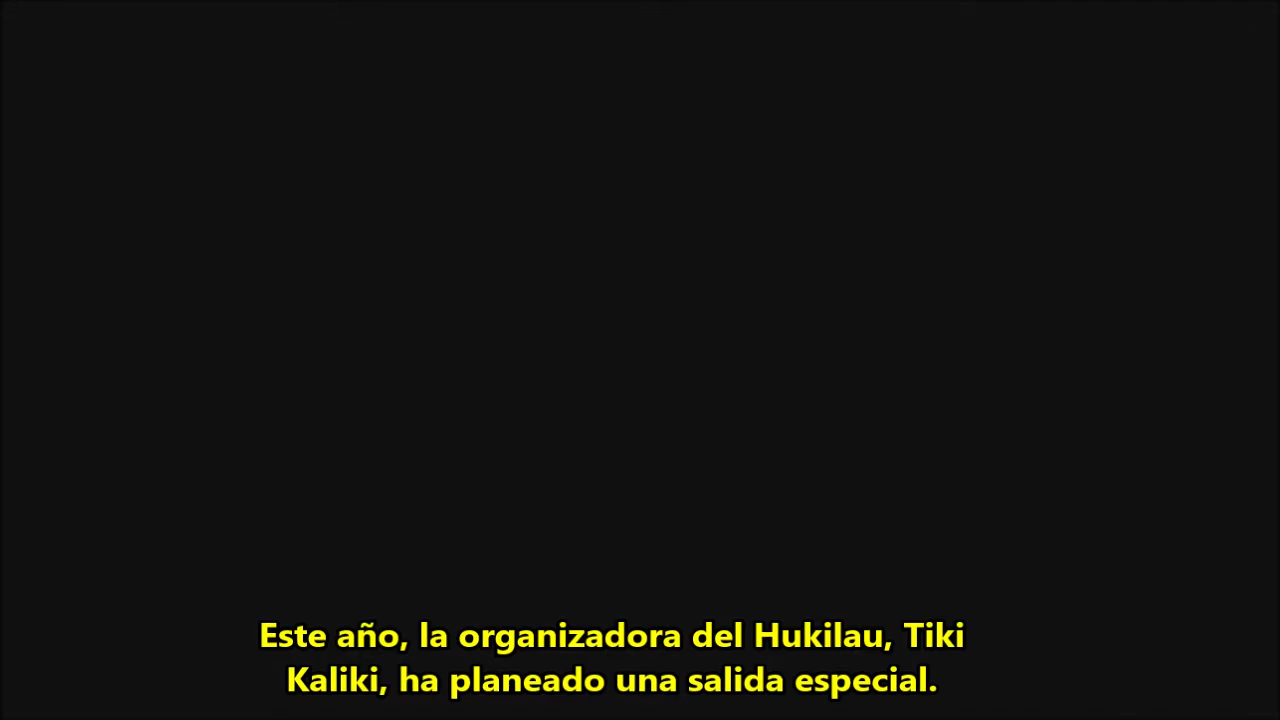 Este año, la organizadora del Hukilau, Tiki
Kaliki, ha planeado una salida especial.